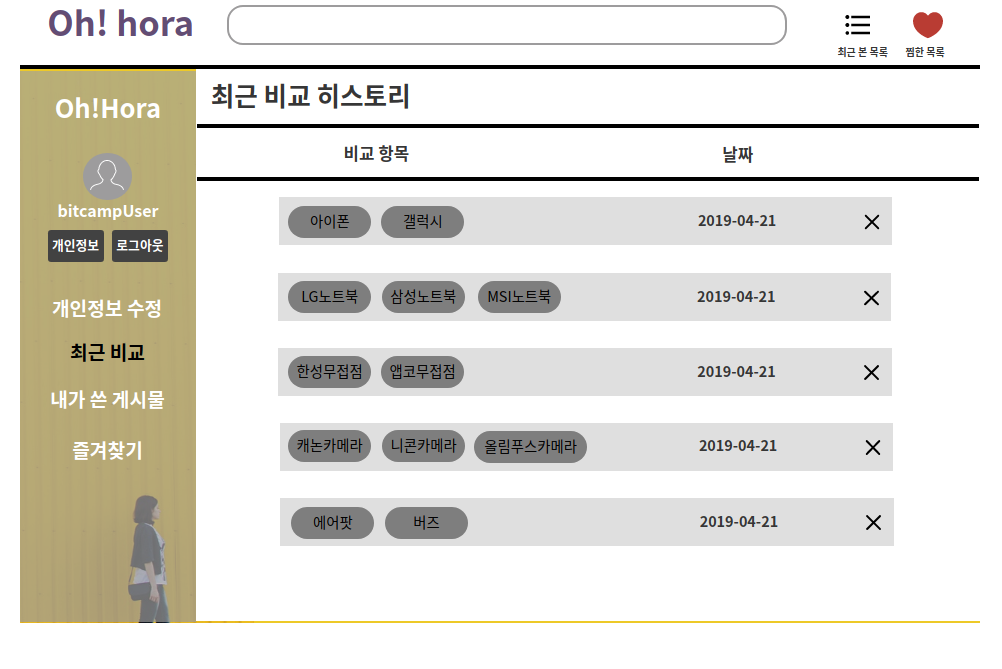 Oh! hora
최근 본 목록 찜한 목록
Oh!Hora
bitcampUser
개인정보 로그아웃
개인정보 수정
최근 비교
내가 쓴 게시물
즐겨찾기
최근 비교 히스토리
비교 항목 날짜
아이폰 갤럭시 2019-04-21
LG노트북 삼성노트북 MSI노트북 2019-04-21
한성무접점 앱코무접점 2019-04-21
캐논카메라 니콘카메라 올림푸스카메라 2019-04-21
에어팟 버즈 2019-04-21